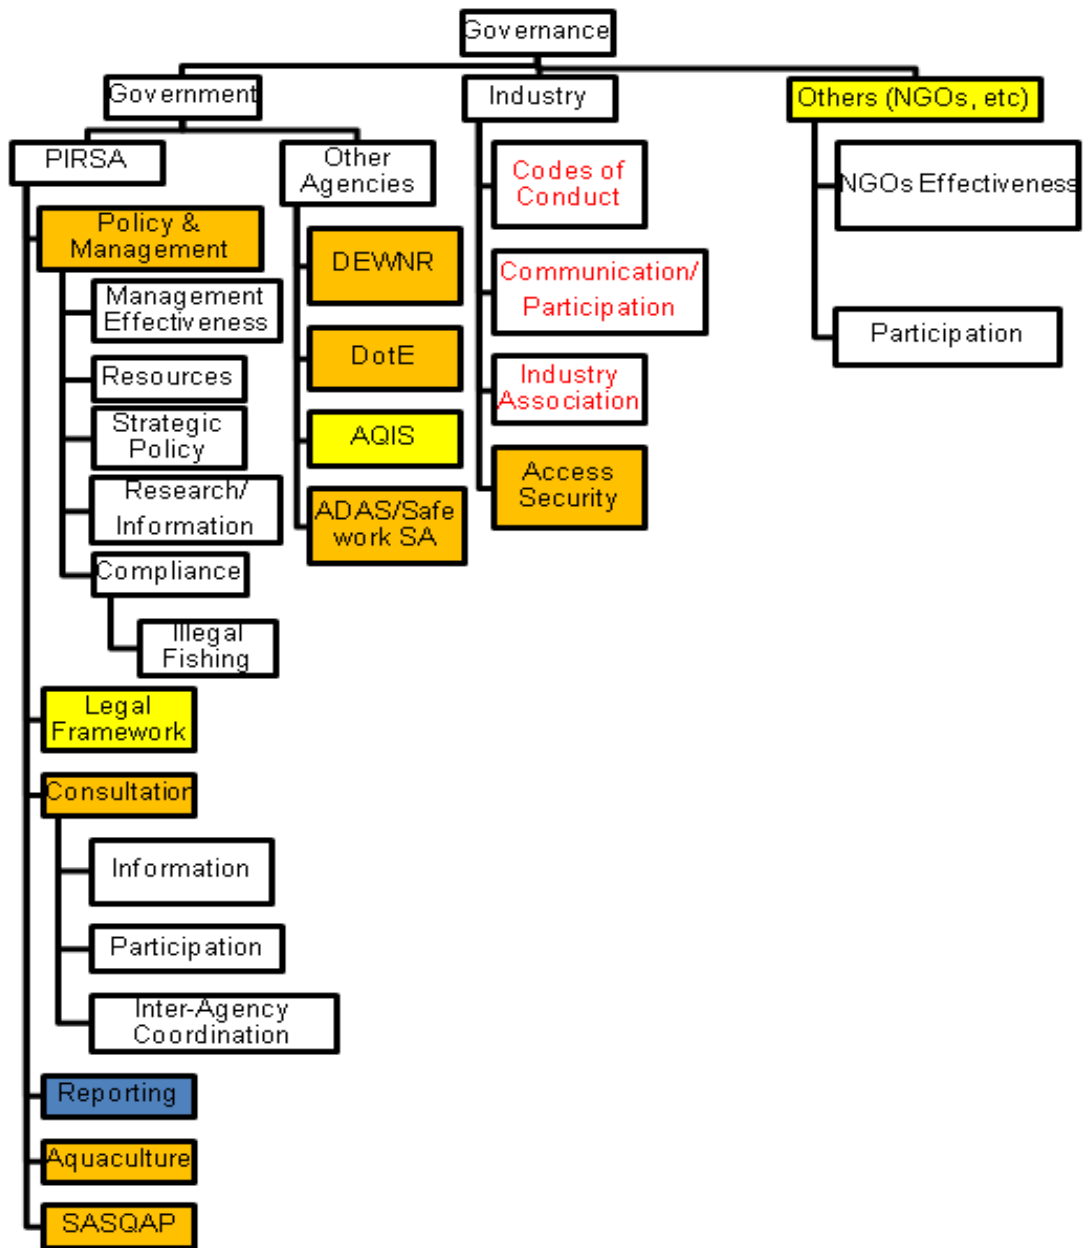 Governance
Government
Industry
Others (NGOs, etc)
PIRSA
Other
Agencies
Policy &
Management
Management
Effectiveness
Resources
Strategic
Policy
Research/
Information
Compliance
Illegal
Fishing
Legal
Framework
Consultation
Information
Participation
Inter-Agency
Coordination
Reporting
Aquaculture
SASQAP
DEWNR
DotE
AQIS
ADAS/Safe
work SA
Codes of
Conduct
Communication/
Participation
Industry
Association
Access
Security
NGOs Effectiveness
Participation